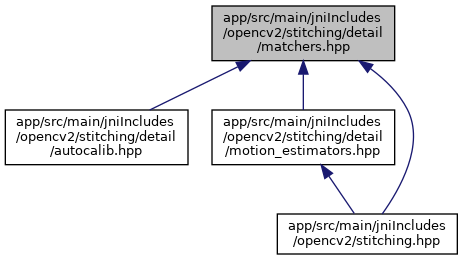 app/src/main/jniIncludes
/opencv2/stitching/detail
/matchers.hpp
app/src/main/jniIncludes
/opencv2/stitching/detail
/autocalib.hpp
app/src/main/jniIncludes
/opencv2/stitching/detail
/motion_estimators.hpp
app/src/main/jniIncludes
/opencv2/stitching.hpp